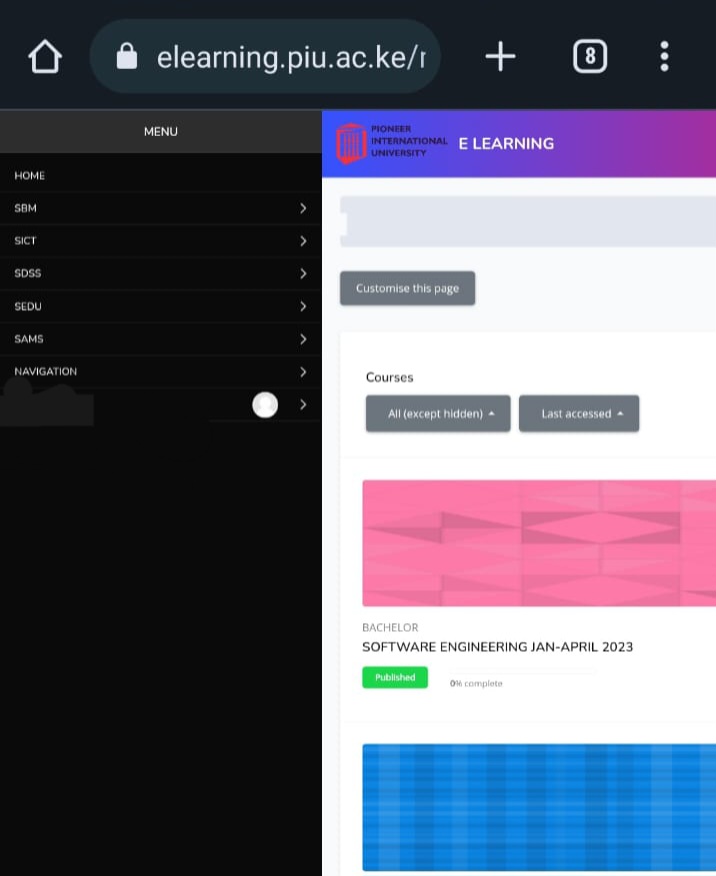 elearning.piu.ac.ke/
8
MENU
HOME
SBM
SICT
SDSS
SEDU
SAMS
NAVIGATION
PIONEER
INTERNATIONAL
UNIVERSITY
E LEARNING
Customise this page
Courses
All (except hidden)
Last accessed
BACHELOR
SOFTWARE ENGINEERING JAN-APRIL 2023
Published
0% complete